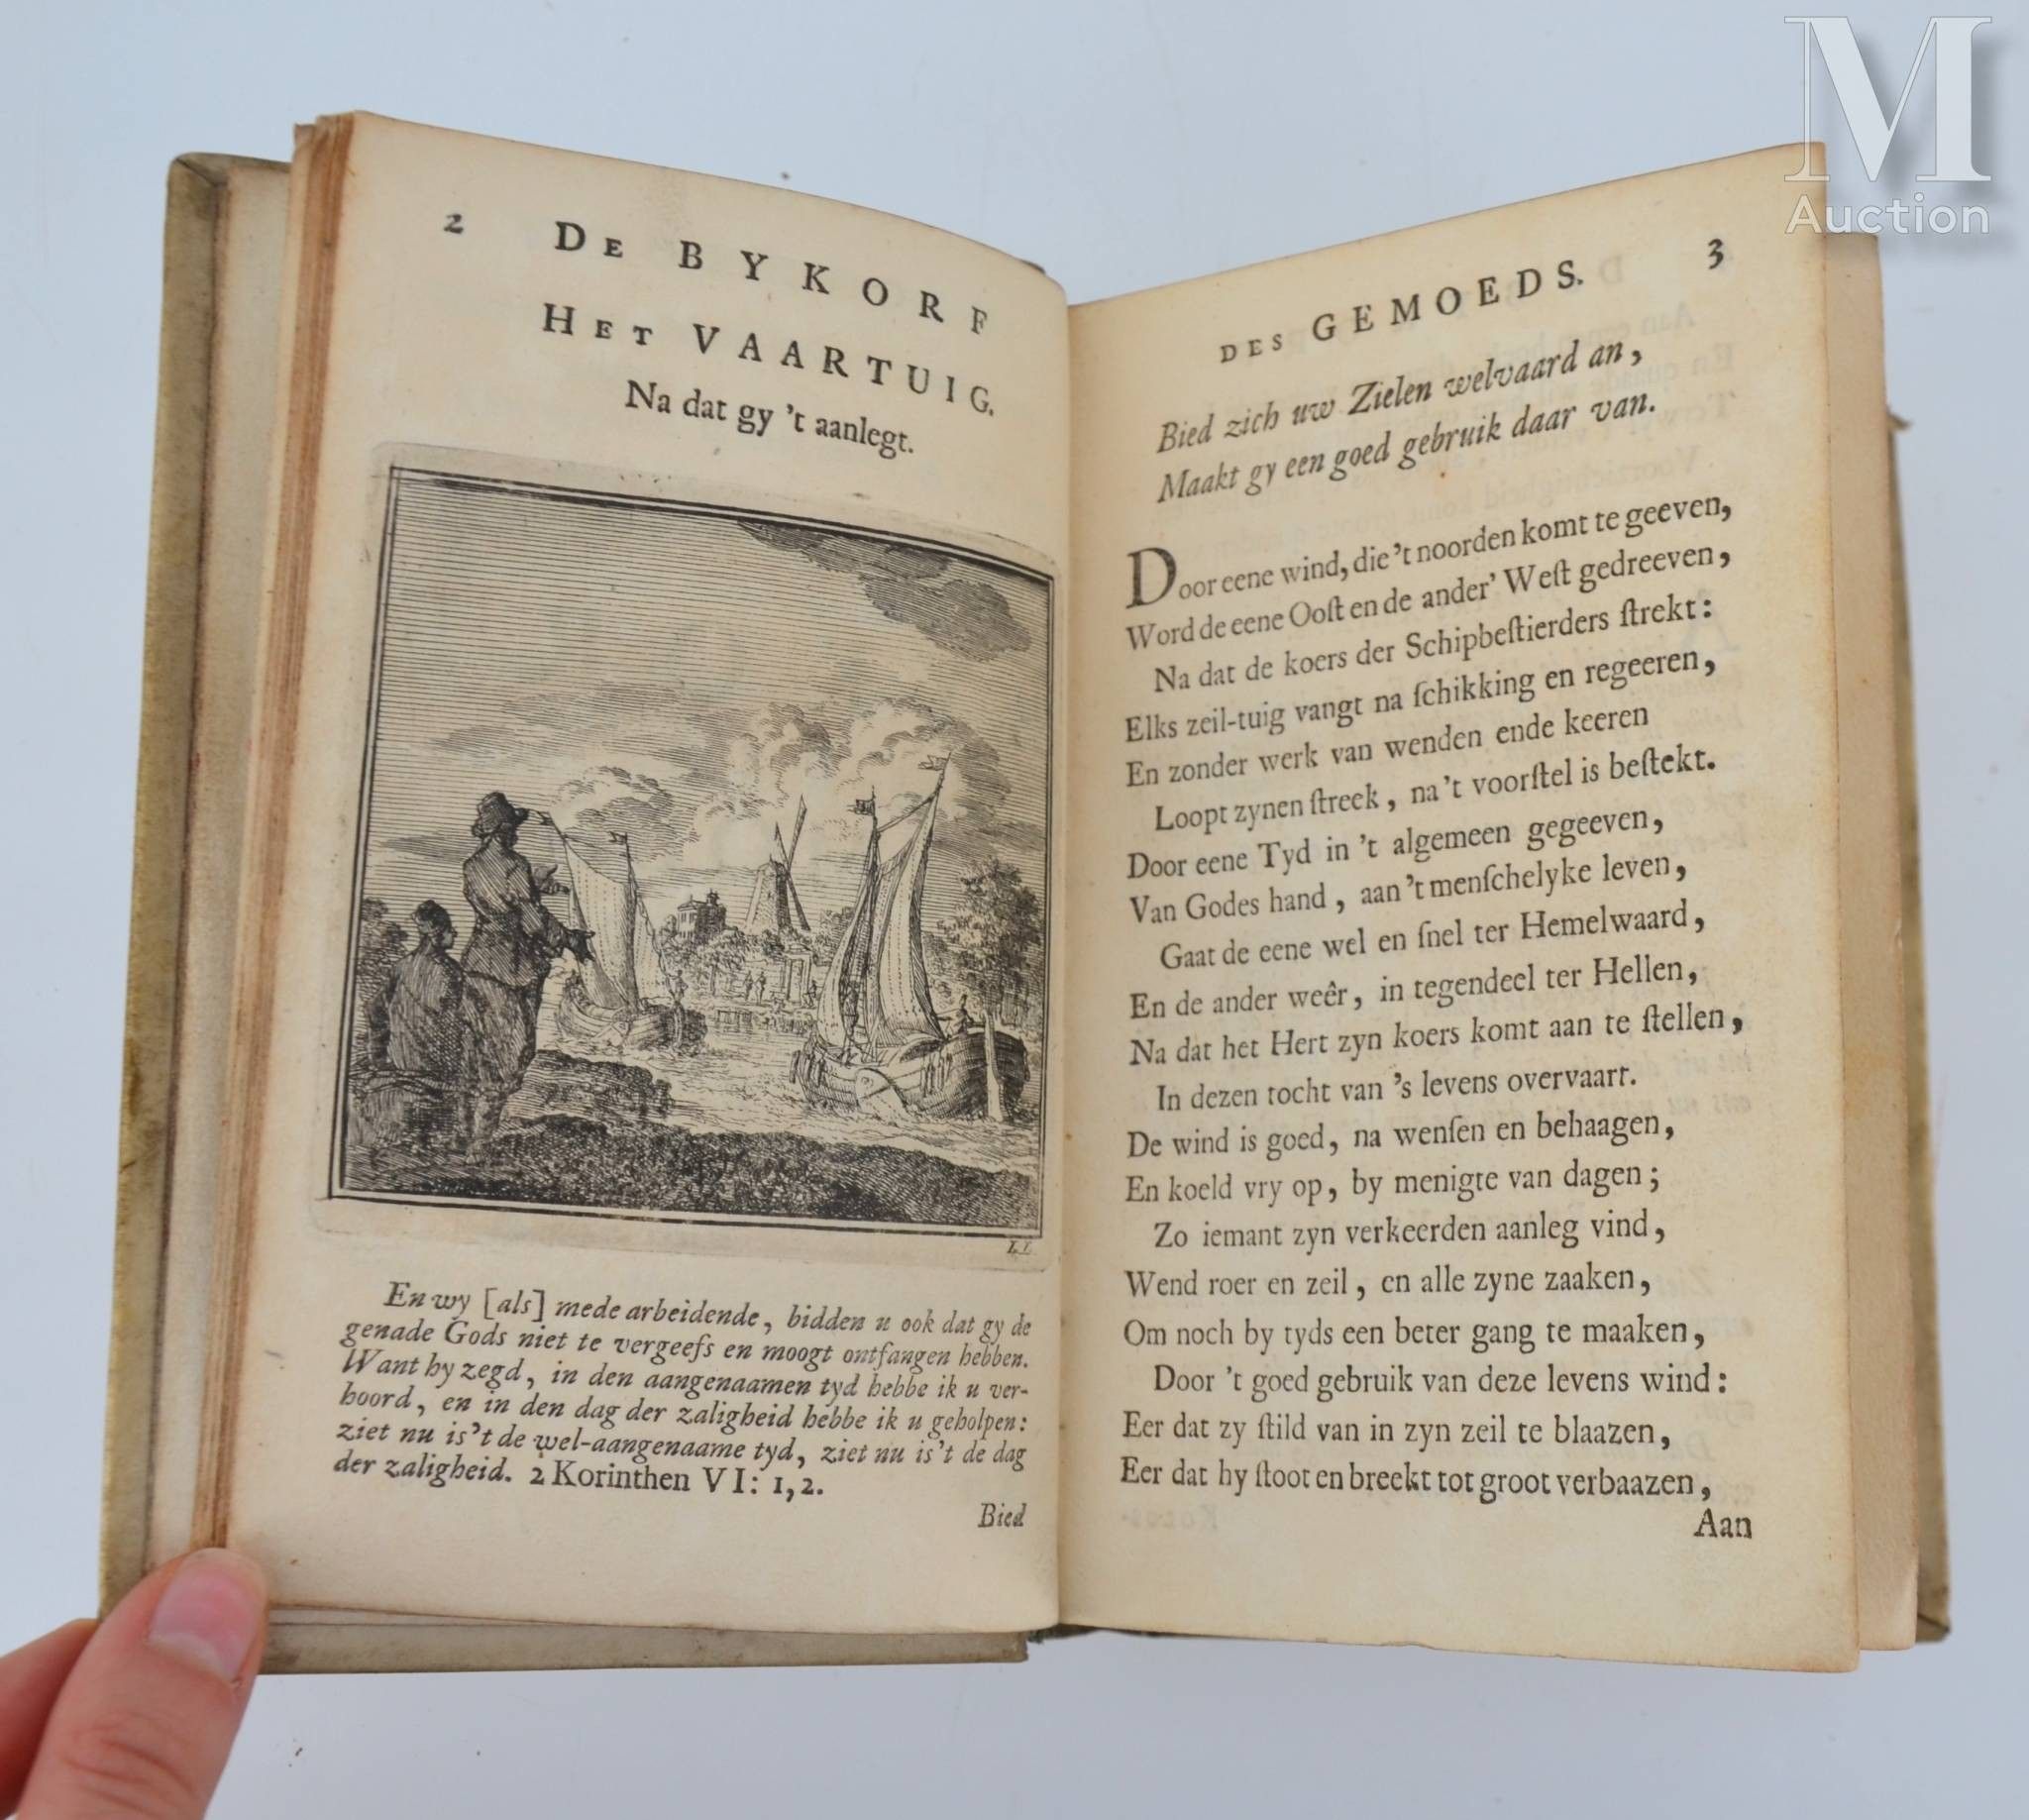 M
Auction
2 DE BYKORF
HET VAARTUIG.
Na dat gy 't aanlegt.
LL
En wy [als] mede arbeidende, bidden u ook dat gy de
genade Gods niet te vergeefs en moogt ontfangen hebben.
Want hy zegd, in den aangenaamen tyd hebbe ik u ver-
hoord, en in den dag der zaligheid hebbe ik u geholpen:
ziet nu is't de wel-aangenaame tyd, ziet nu is't de dag
der zaligheid. 2 Korinthen VI: 1,2.
Bied
DES GEMOEDS. 3
Bied zich uw Zielen welvaard an,
Maakt gy een goed gebruik daar van.
Door eene wind, die 't noorden komt te geeven,
Word de eene Ooſt en de ander' Weſt gedreeven,
Na dat de koers der Schipbeſtierders ſtrekt:
Elks zeil-tuig vangt na ſchikking en regeeren,
En zonder werk van wenden ende keeren
Loopt zynen ſtreek, na 't voorſtel is beſtekt.
Door eene Tyd in 't algemeen gegeeven,
Van Godes hand, aan 't menſchelyke leven,
Gaat de eene wel en ſnel ter Hemelwaard,
En de ander weêr, in tegendeel ter Hellen,
Na dat het Hert zyn koers komt aan te ſtellen,
In dezen tocht van 's levens overvaart.
De wind is goed, na wenſen en behaagen,
En koeld vry op, by menigte van dagen;
Zo iemant zyn verkeerden aanleg vind,
Wend roer en zeil, en alle zyne zaaken,
Om noch by tyds een beter gang te maaken,
Door 't goed gebruik van deze levens wind:
Eer dat zy ſtild van in zyn zeil te blaazen,
Eer dat hy ſtoot en breekt tot groot verbaazen,
Aan